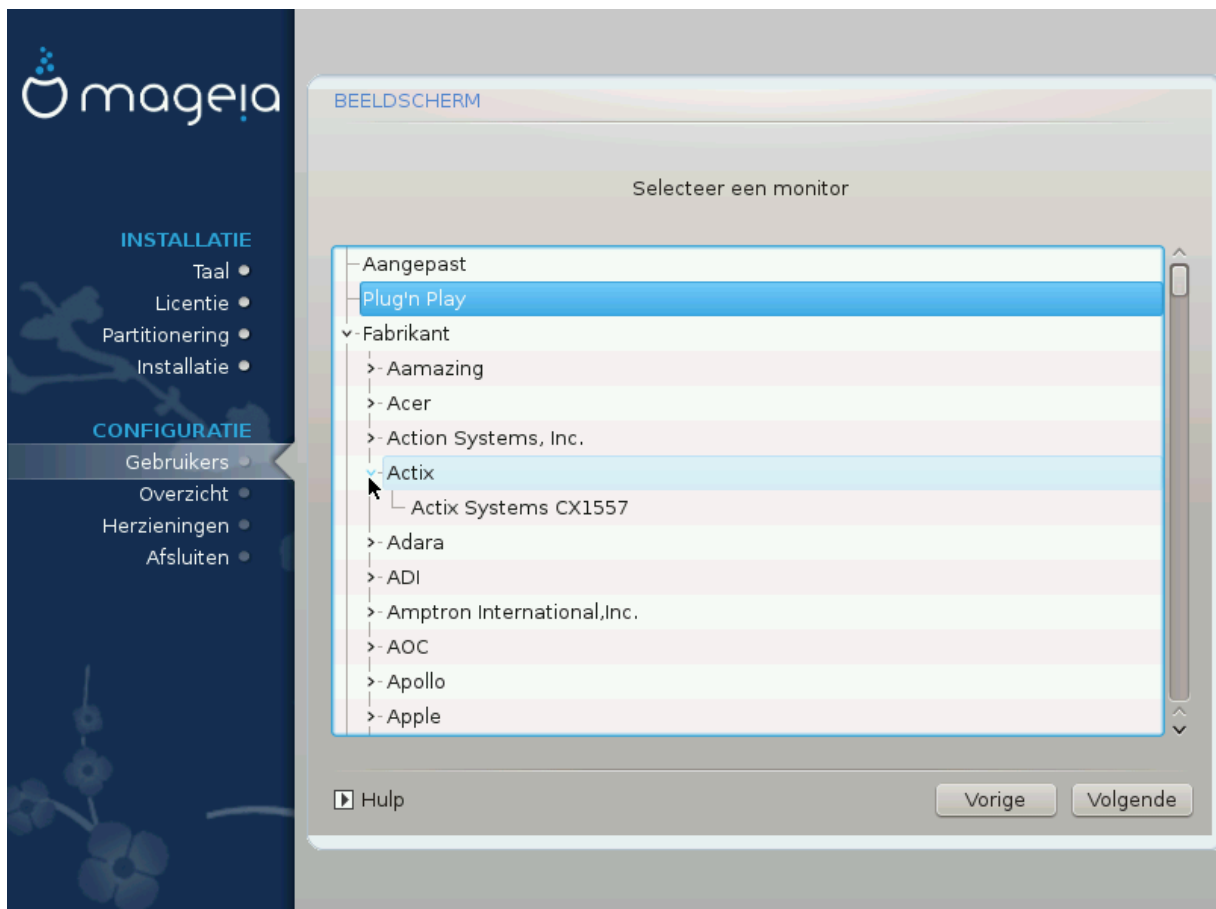 mageia
INSTALLATIE
Taal
Licentie
Partitionering
Installatie
CONFIGURATIE
Gebruikers
Overzicht
Herzieningen
Afsluiten
BEELDSCHERM
Selecteer een monitor
Aangepast
Plug'n Play
Fabrikant
Aamazing
Acer
Action Systems, Inc.
Actix
Actix Systems CX1557
Adara
ADI
Amptron International,Inc.
AOC
Apollo
Apple
Hulp
Vorige
Volgende